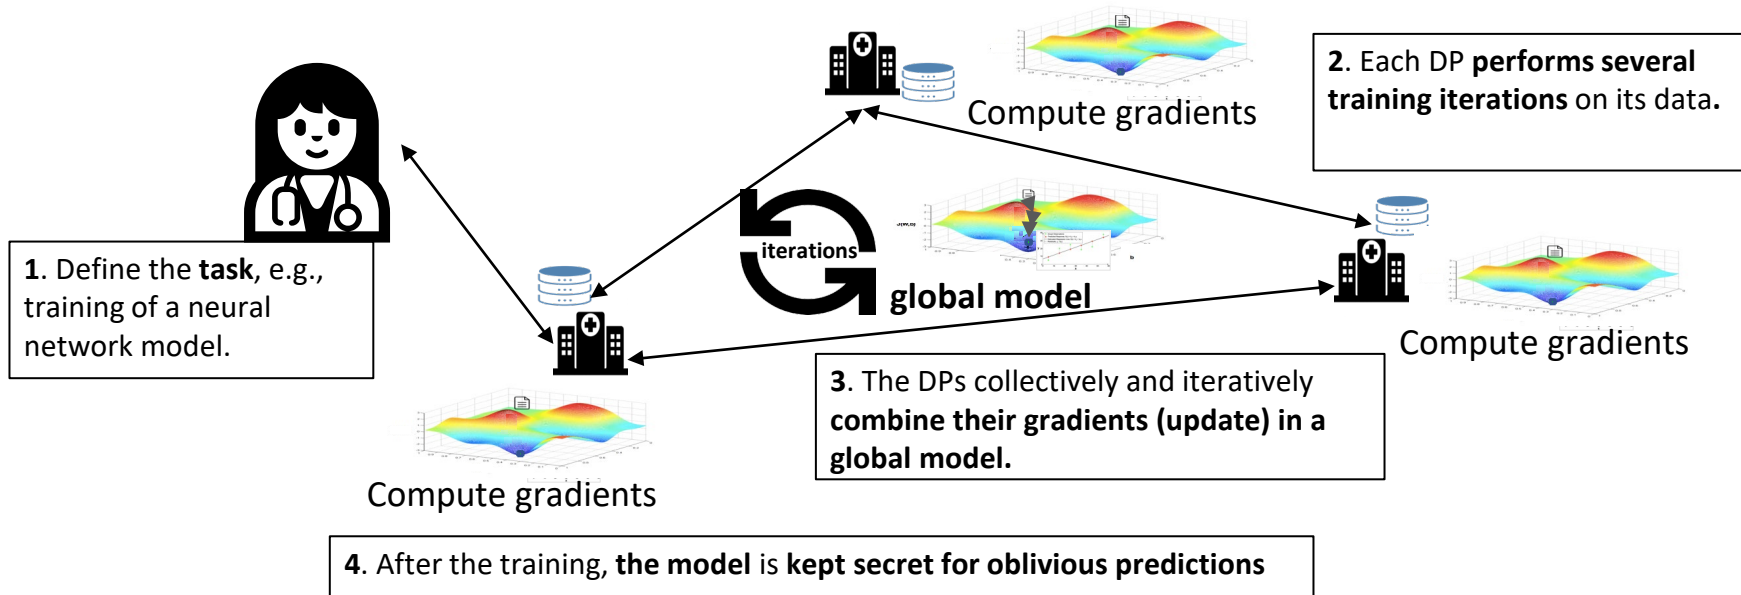 1. Define the task, e.g.,
training of a neural
network model.
Compute gradients
2. Each DP performs several
training iterations on its data.
iterations
global model
Compute gradients
3. The DPs collectively and iteratively
combine their gradients (update) in a
global model.
Compute gradients
4. After the training, the model is kept secret for oblivious predictions